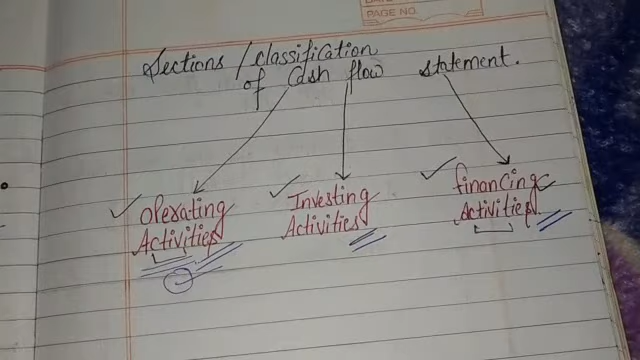 PAGE NO.
Sections / classification
of Cash flow statement.
Operating
Activities
Investing
Activities
financing
Activities